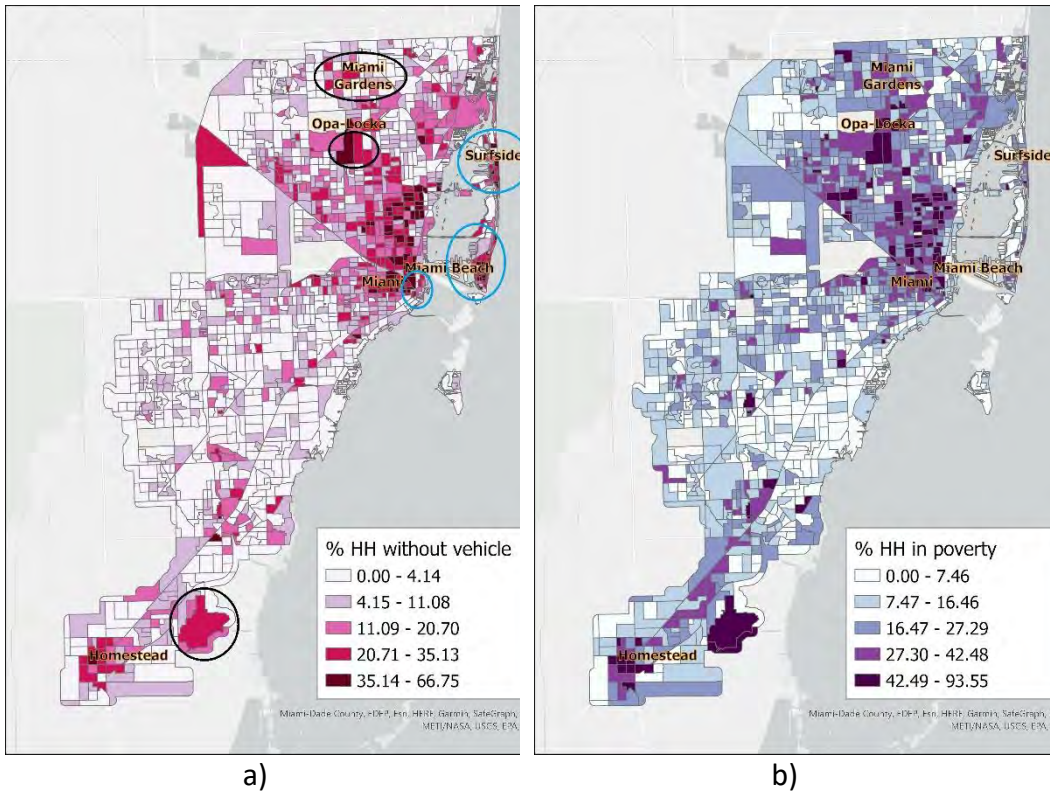 Miami
Gardens
Opa-Locka
Surfside
Miami Beach
Miami
Homestead
% HH without vehicle
0.00 - 4.14
4.15 - 11.08
11.09 - 20.70
20.71 - 35.13
35.14 - 66.75
Miami-Dade County, FDEP, Esri, HERE, Garmin, SafeGraph,
METI/NASA, USGS, EPA,
a)
Miami
Gardens
Opa-Locka
Surfside
Miami Beach
Miami
Homestead
% HH in poverty
0.00 - 7.46
7.47 - 16.46
16.47 - 27.29
27.30 - 42.48
42.49 - 93.55
Miami-Dade County, FDEP, Esri, HERE, Garmin, SafeGraph,
METI/NASA, USGS, EPA,
b)